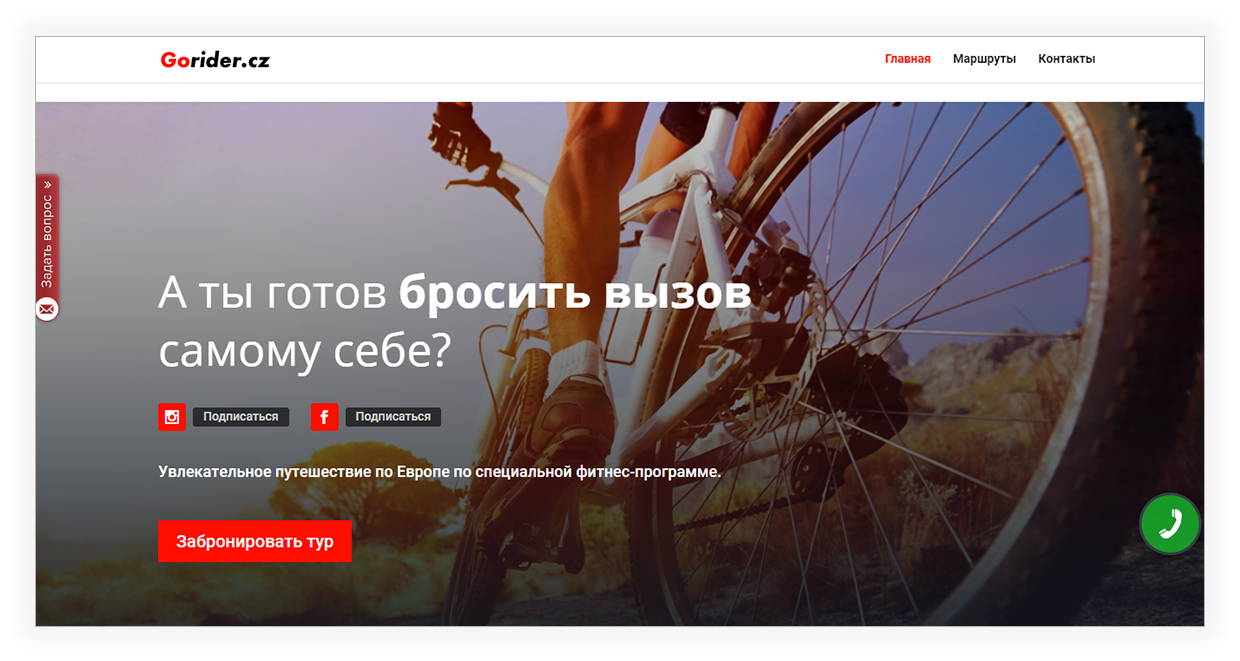 Gorider.cz
Главная Маршруты Контакты
Задать вопрос »
А ты готов бросить вызов
самому себе?
Подписаться Подписаться
Увлекательное путешествие по Европе по специальной фитнес-программе.
Забронировать тур